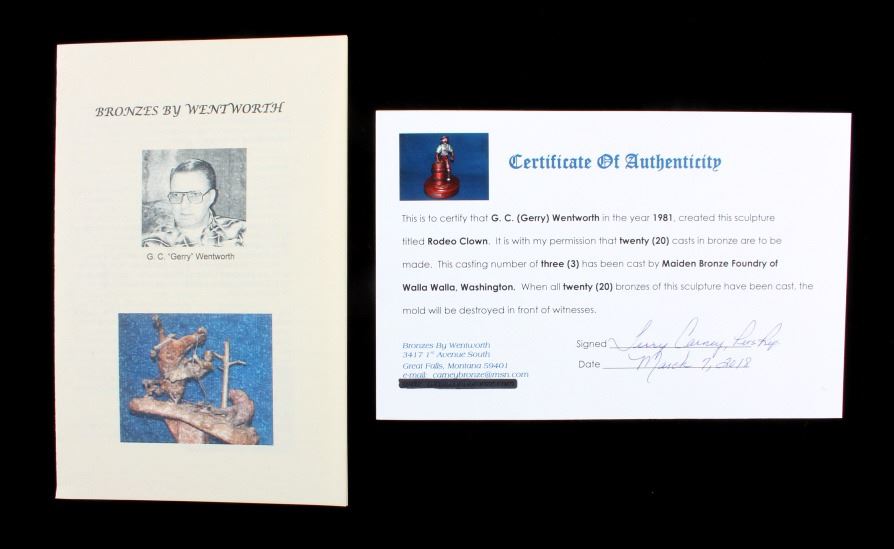 BRONZES BY WENTWORTH
G. C. "Gerry" Wentworth
Certificate Of Authenticity
This is to certify that G. C. (Gerry) Wentworth in the year 1981, created this sculpture
titled Rodeo Clown. It is with my permission that twenty (20) casts in bronze are to be
made. This casting number of three (3) has been cast by Maiden Bronze Foundry of
Walla Walla, Washington. When all twenty (20) bronzes of this sculpture have been cast, the
mold will be destroyed in front of witnesses.
Bronzes By Wentworth
3417 1st Avenue South
Great Falls, Montana 59401
e-mail: carneybronze@msn.com
Signed Carney
Date March 7, 2018